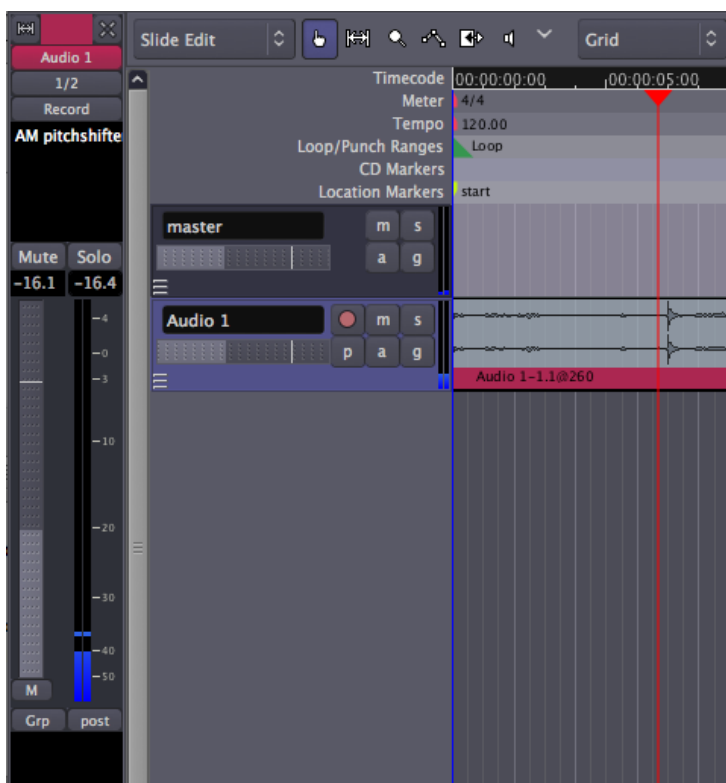 Audio 1
1/2
Record
AM pitchshifte
Mute Solo
-16.1 -16.4
-4
-0
-3
-10
-20
-30
-40
-50
M
Grp post
Slide Edit Grid
Timecode 00:00:00:00 00:00:05:00
Meter 4/4
Tempo 120.00
Loop/Punch Ranges Loop
CD Markers
Location Markers start
master m s
a g
Audio 1 m s
p a g
Audio 1-1.1@260